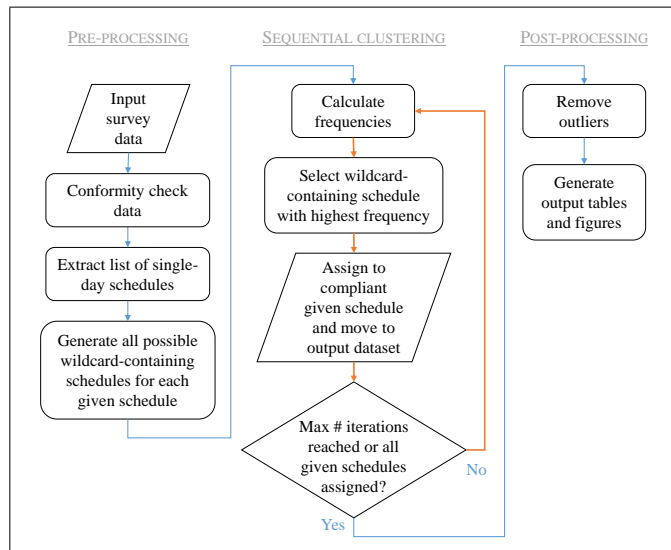 PRE-PROCESSING
Input
survey
data
Conformity check
data
Extract list of single-
day schedules
Generate all possible
wildcard-containing
schedules for each
given schedule
SEQUENTIAL CLUSTERING
Calculate
frequencies
Select wildcard-
containing schedule
with highest frequency
Assign to
compliant
given schedule
and move to
output dataset
Max # iterations
reached or all
given schedules
assigned?
No
Yes
POST-PROCESSING
Remove
outliers
Generate
output tables
and figures